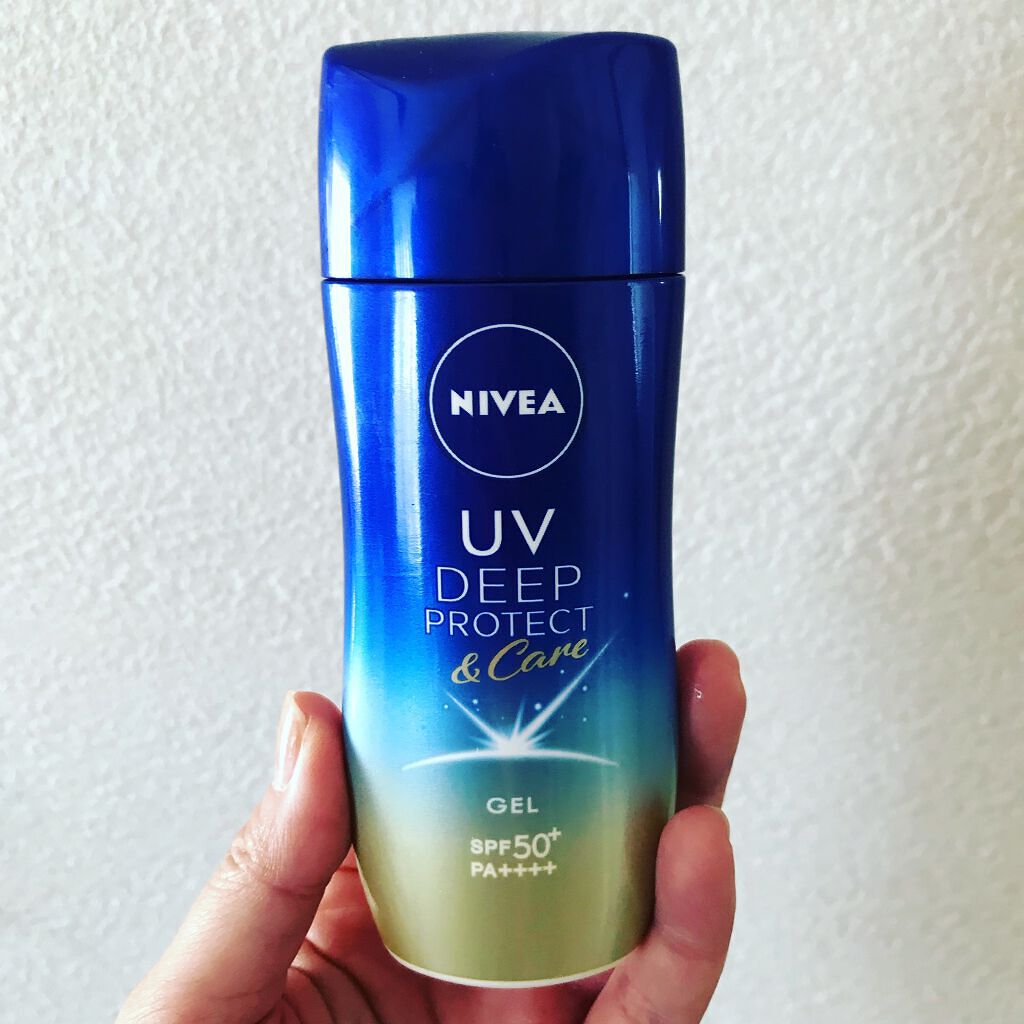 NIVEA
UV
DEEP
PROTECT
& Care
GEL
SPF50+
PA++++